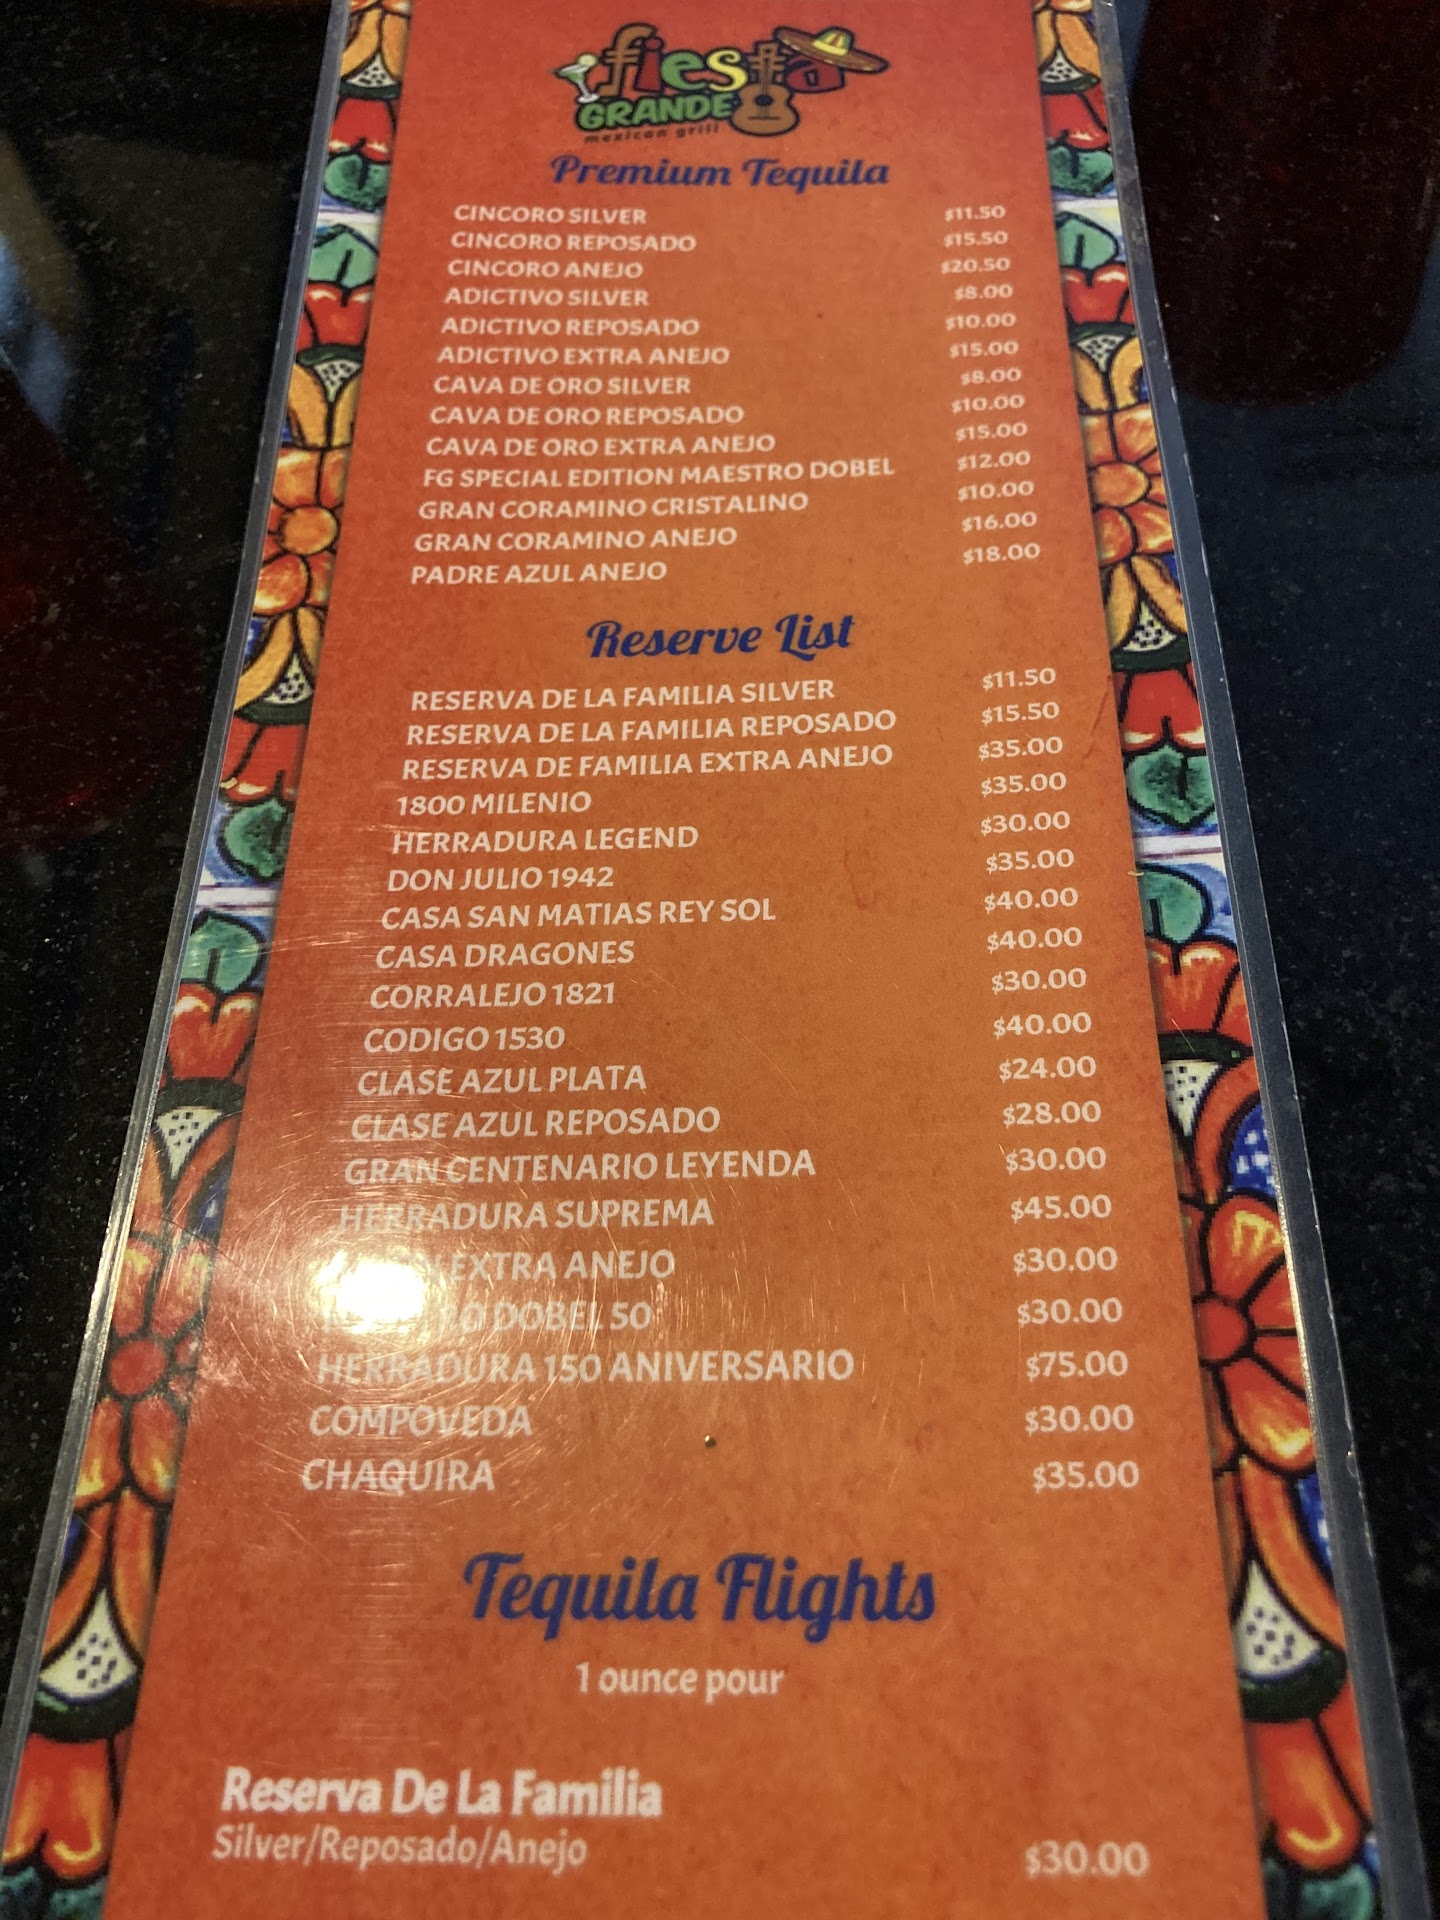 fiesta
GRANDE
mexican grill
Premium Tequila
CINCORO SILVER $11.50
CINCORO REPOSADO $15.50
CINCORO ANEJO $20.50
ADICTIVO SILVER $8.00
ADICTIVO REPOSADO $10.00
ADICTIVO EXTRA ANEJO $15.00
CAVA DE ORO SILVER $8.00
CAVA DE ORO REPOSADO $10.00
CAVA DE ORO EXTRA ANEJO $15.00
FG SPECIAL EDITION MAESTRO DOBEL $12.00
GRAN CORAMINO CRISTALINO $10.00
GRAN CORAMINO ANEJO $16.00
PADRE AZUL ANEJO $18.00
Reserve List
RESERVA DE LA FAMILIA SILVER $11.50
RESERVA DE LA FAMILIA REPOSADO $15.50
RESERVA DE FAMILIA EXTRA ANEJO $35.00
1800 MILENIO $35.00
HERRADURA LEGEND $30.00
DON JULIO 1942 $35.00
CASA SAN MATIAS REY SOL $40.00
CASA DRAGONES $40.00
CORRALEJO 1821 $30.00
CODIGO 1530 $40.00
CLASE AZUL PLATA $24.00
CLASE AZUL REPOSADO $28.00
GRAN CENTENARIO LEYENDA $30.00
HERRADURA SUPREMA $45.00
EXTRA ANEJO $30.00
DOBEL 50 $30.00
HERRADURA 150 ANIVERSARIO $75.00
COMPOVEDA $30.00
CHAQUIRA $35.00
Tequila Flights
1 ounce pour
Reserva De La Familia
Silver/Reposado/Anejo $30.00